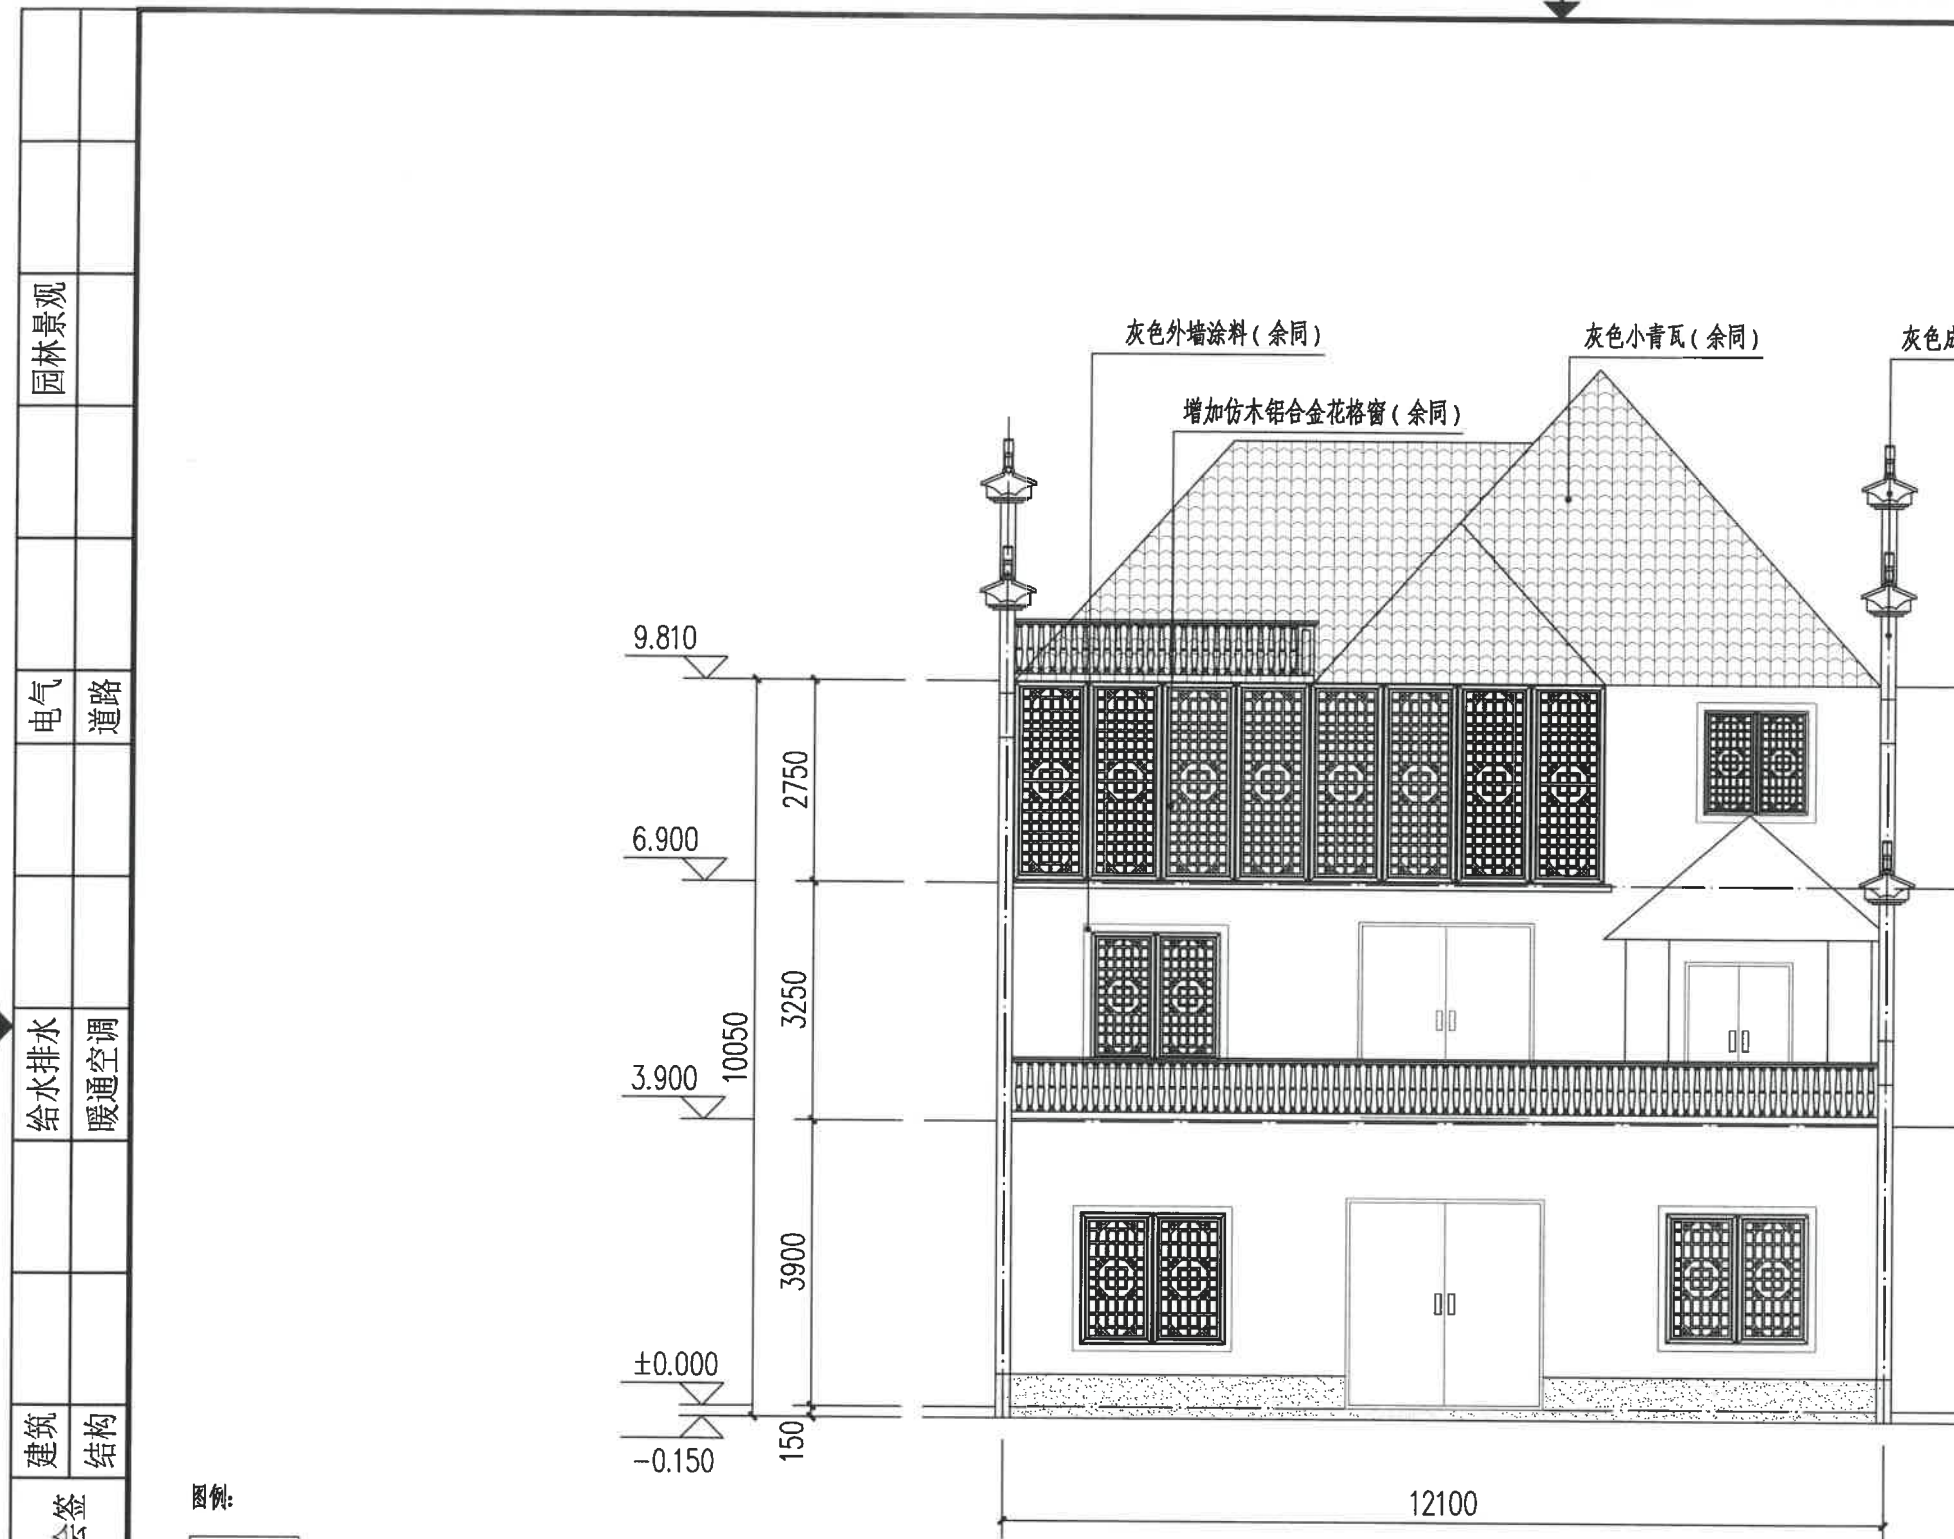 园林景观
电气
道路
给水排水
暖通空调
建筑
结构
灰色外墙涂料(余同)
灰色小青瓦(余同)
灰色
增加仿木铝合金花格窗(余同)
9.810
6.900
3.900
±0.000
-0.150
2750
3250
3900
150
10050
12100
图例:
签